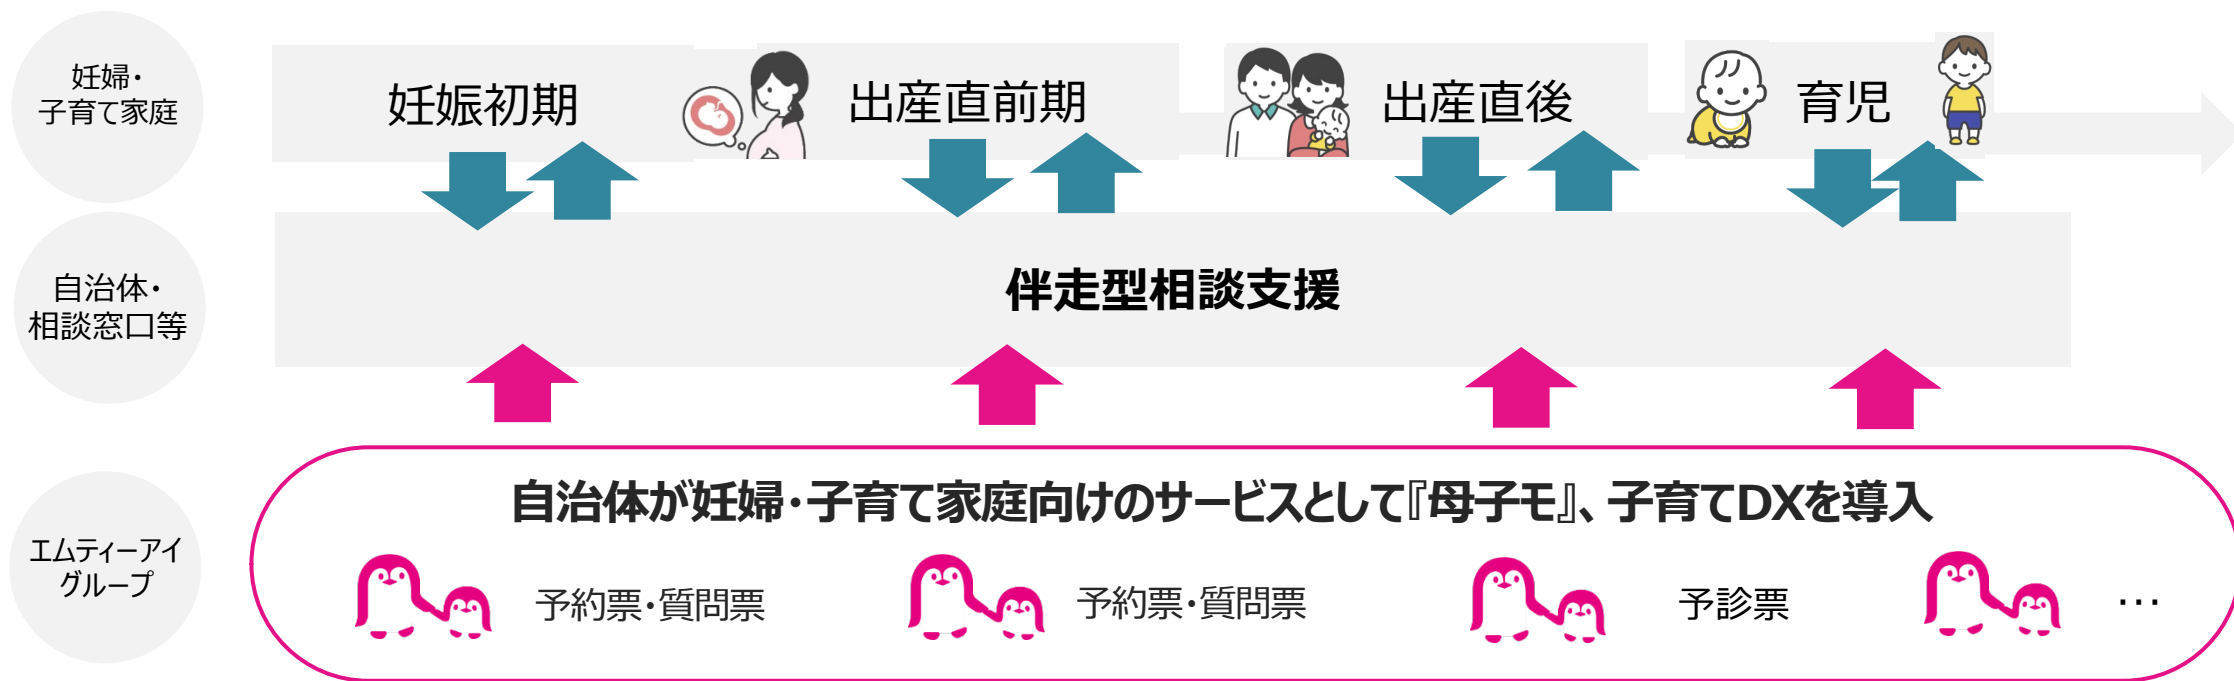 妊婦・
子育て家庭
妊娠初期
出産直前期
出産直後
育児
自治体・
相談窓口等
伴走型相談支援
エムティーアイ
グループ
自治体が妊婦・子育て家庭向けのサービスとして『母子モ』、子育てDXを導入
予約票・質問票
予約票・質問票
予診票
…